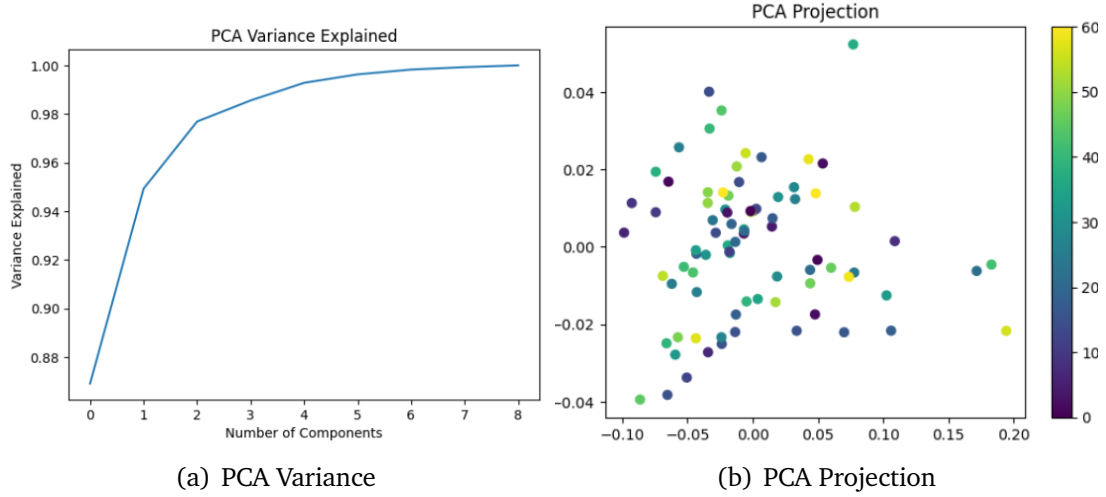 PCA Variance Explained
1.00
0.98
0.96
0.94
0.92
0.90
0.88
Variance Explained
0 1 2 3 4 5 6 7 8
Number of Components
(a) PCA Variance
PCA Projection
0.04
0.02
0.00
−0.02
−0.04
−0.10 −0.05 0.00 0.05 0.10 0.15 0.20
60
50
40
30
20
10
0
(b) PCA Projection